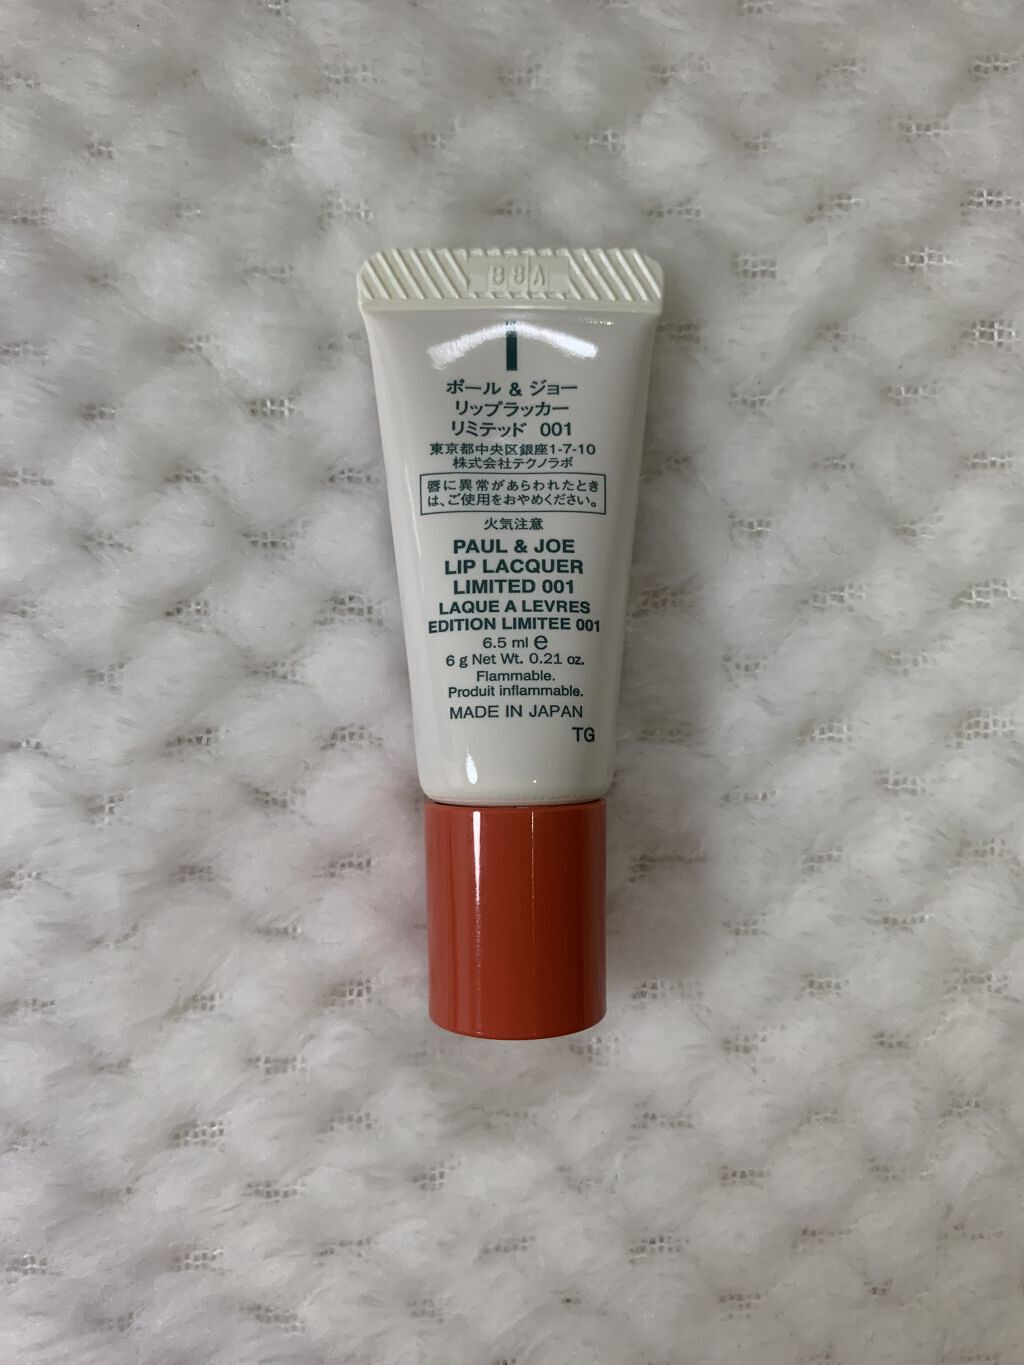 88A
ポール & ジョー
リップラッカー
リミテッド 001
東京都中央区銀座1-7-10
株式会社テクノラボ
唇に異常があらわれたとき
は、ご使用をおやめください。
火気注意
PAUL & JOE
LIP LACQUER
LIMITED 001
LAQUE A LEVRES
EDITION LIMITEE 001
6.5 ml ℮
6 g Net Wt. 0.21 oz.
Flammable.
Produit inflammable.
MADE IN JAPAN
TG